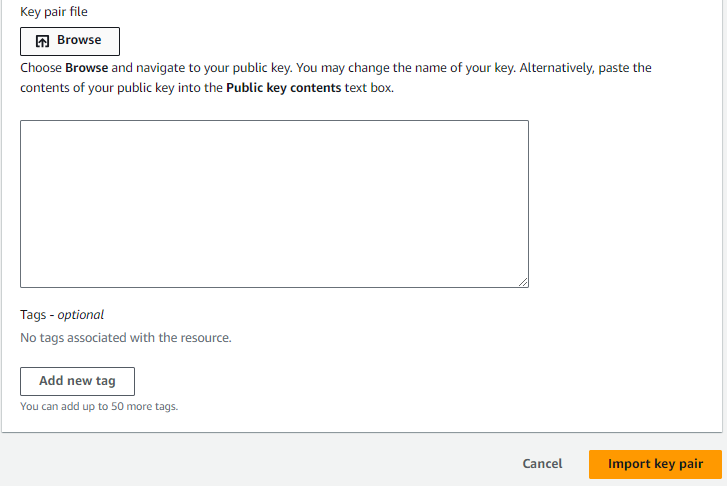 Key pair file
Browse
Choose Browse and navigate to your public key. You may change the name of your key. Alternatively, paste the
contents of your public key into the Public key contents text box.
Tags - optional
No tags associated with the resource.
Add new tag
You can add up to 50 more tags.
Cancel
Import key pair